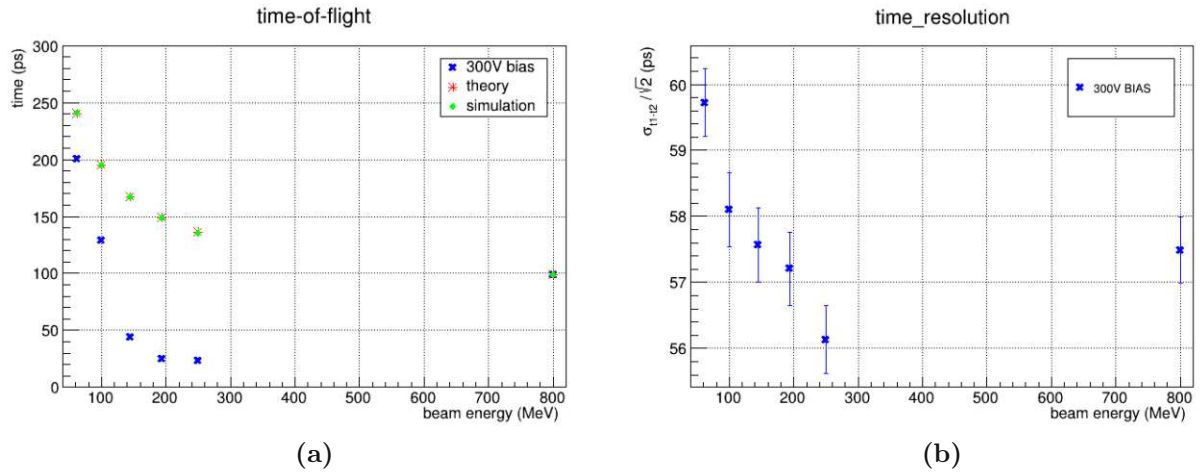 time-of-flight
time (ps)
300
250
200
150
100
50
0
300V bias
theory
simulation
100 200 300 400 500 600 700 800
beam energy (MeV)
(a)
time_resolution
σt1-t2 /√2 (ps)
60
59
58
57
56
300V BIAS
100 200 300 400 500 600 700 800
beam energy (MeV)
(b)